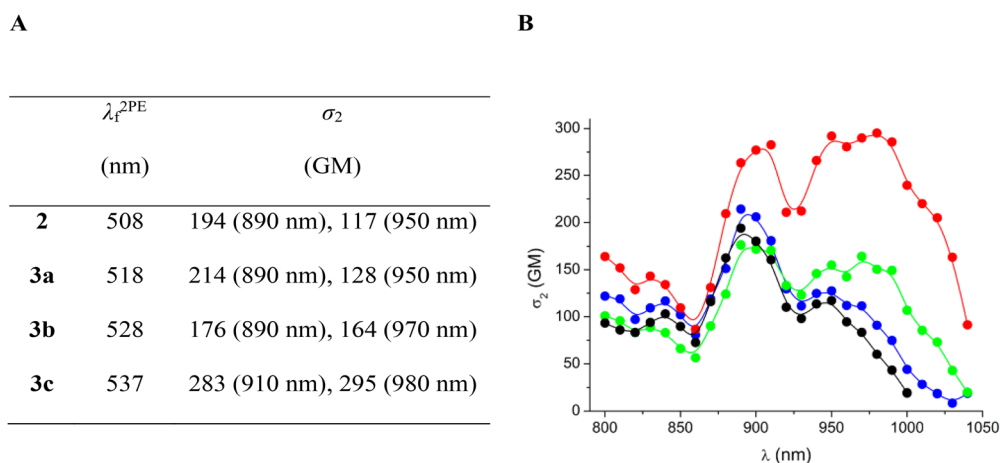 A
B
λf2PE σ2
(nm) (GM)
2 508 194 (890 nm), 117 (950 nm)
3a 518 214 (890 nm), 128 (950 nm)
3b 528 176 (890 nm), 164 (970 nm)
3c 537 283 (910 nm), 295 (980 nm)
σ2 (GM)
300
250
200
150
100
50
0
800 850 900 950 1000 1050
λ (nm)